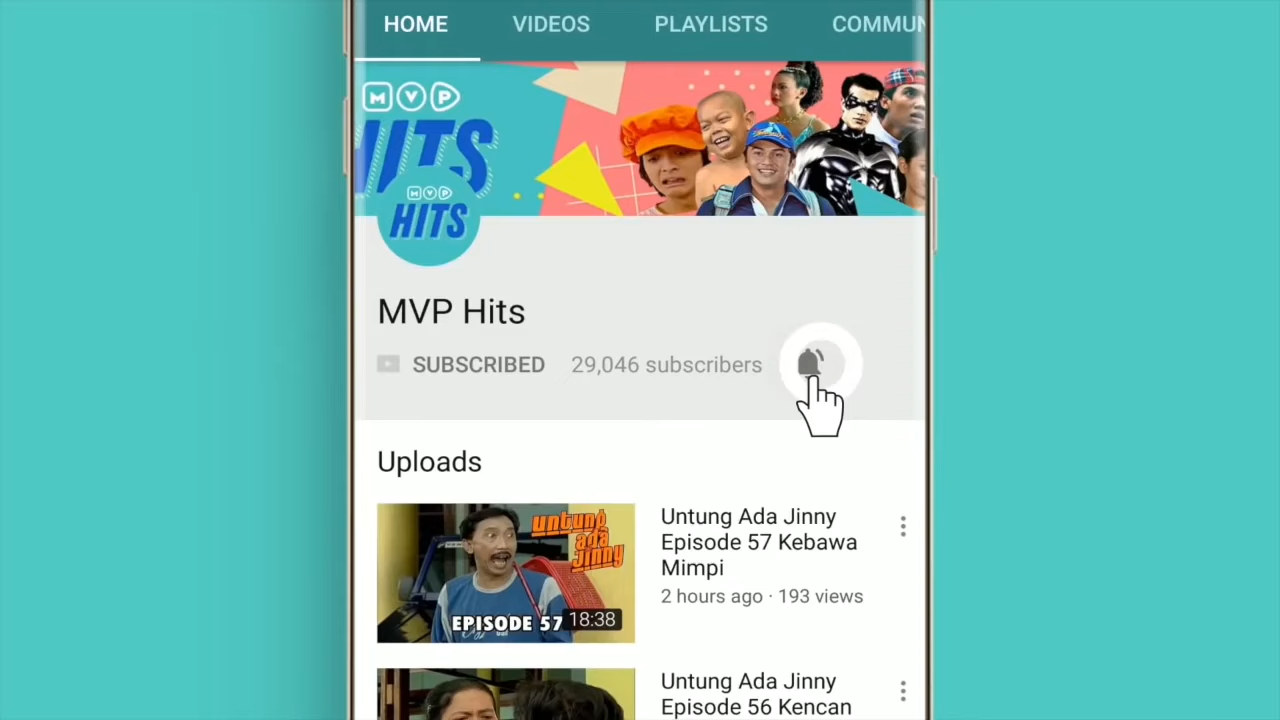 HOME VIDEOS PLAYLISTS COMMUN
MVP
HITS
MVP
HITS
MVP Hits
SUBSCRIBED 29,046 subscribers
Uploads
untung
ada
Jinny
EPISODE 57 18:38
Untung Ada Jinny
Episode 57 Kebawa
Mimpi
2 hours ago · 193 views
Untung Ada Jinny
Episode 56 Kencan